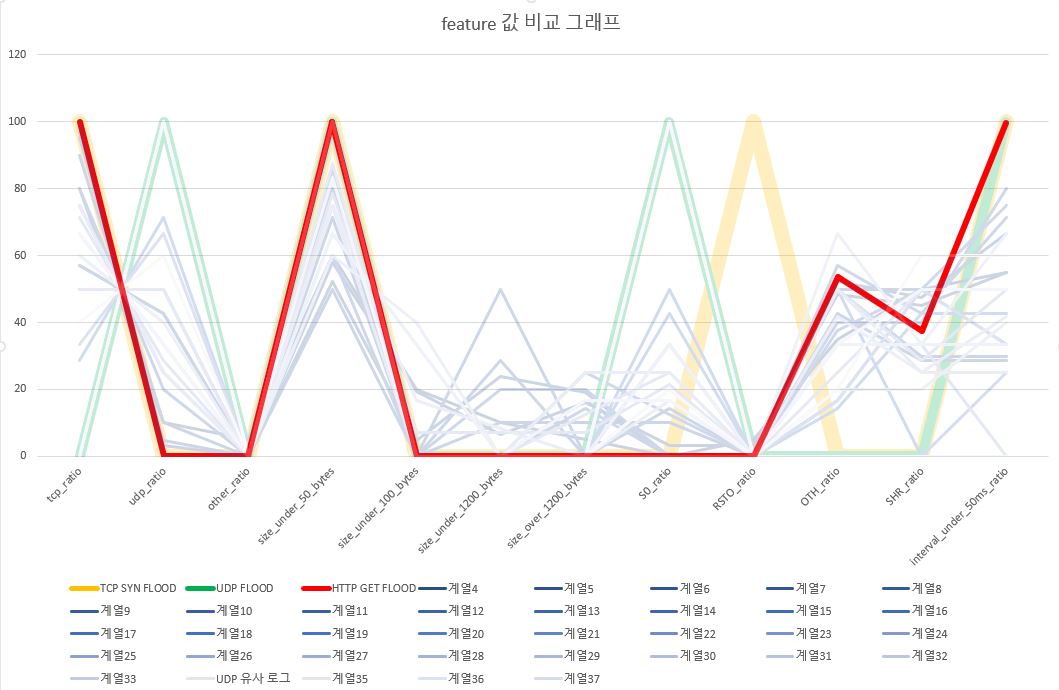 feature 값 비교 그래프
120
100
80
60
40
20
0
tcp_ratio
udp_ratio
other_ratio
size_under_50_bytes
size_under_100_bytes
size_under_1200_bytes
size_over_1200_bytes
S0_ratio
RSTO_ratio
OTH_ratio
SHR_ratio
interval_under_50ms_ratio
TCP SYN FLOOD UDP FLOOD HTTP GET FLOOD 계열4 계열5 계열6 계열7 계열8
계열9 계열10 계열11 계열12 계열13 계열14 계열15 계열16
계열17 계열18 계열19 계열20 계열21 계열22 계열23 계열24
계열25 계열26 계열27 계열28 계열29 계열30 계열31 계열32
계열33 UDP 유사 로그 계열35 계열36 계열37